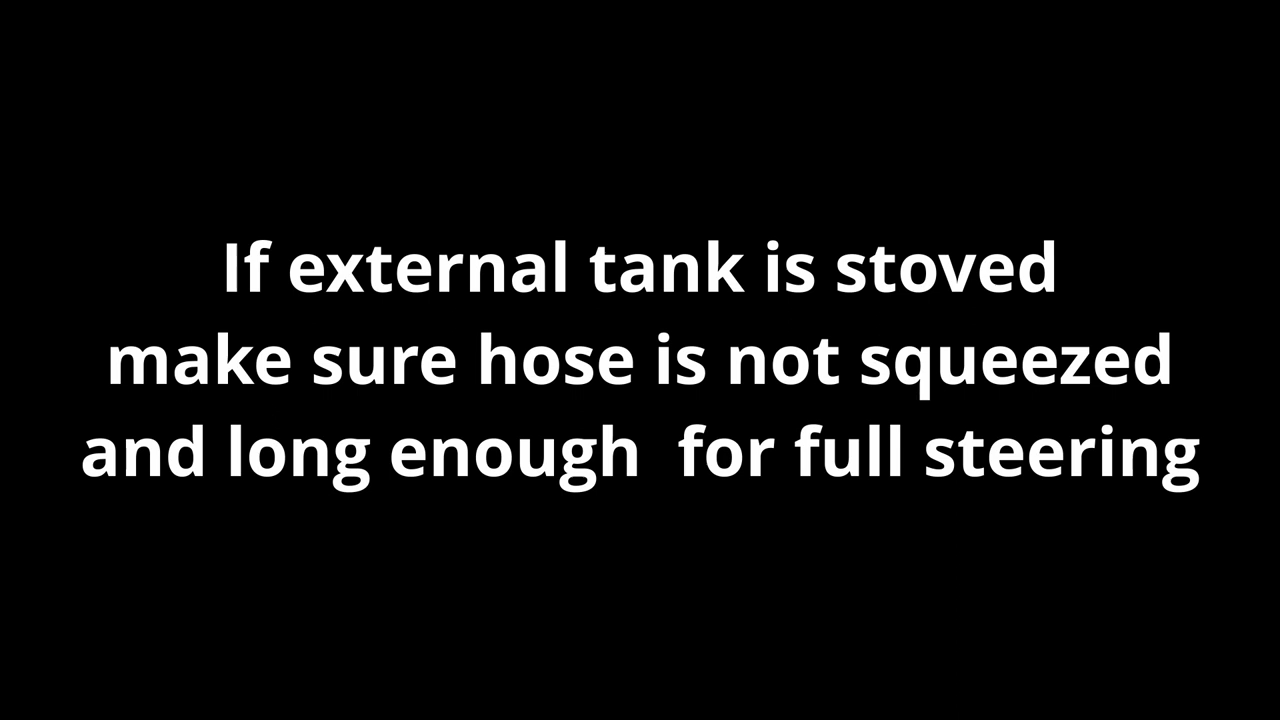 If external tank is stoved
make sure hose is not squeezed
and long enough  for full steering